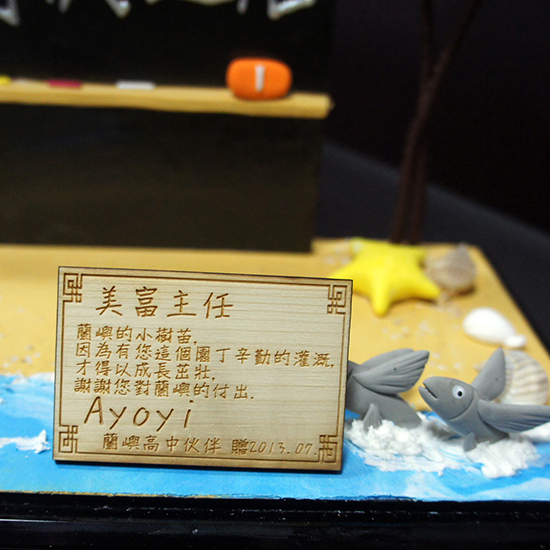 美富主任
蘭嶼的小樹苗,
因為有您這個園丁辛勤的灌溉,
才得以成長茁壯,
謝謝您對蘭嶼的付出.
Ayoyi
蘭嶼高中伙伴 贈2013.07.